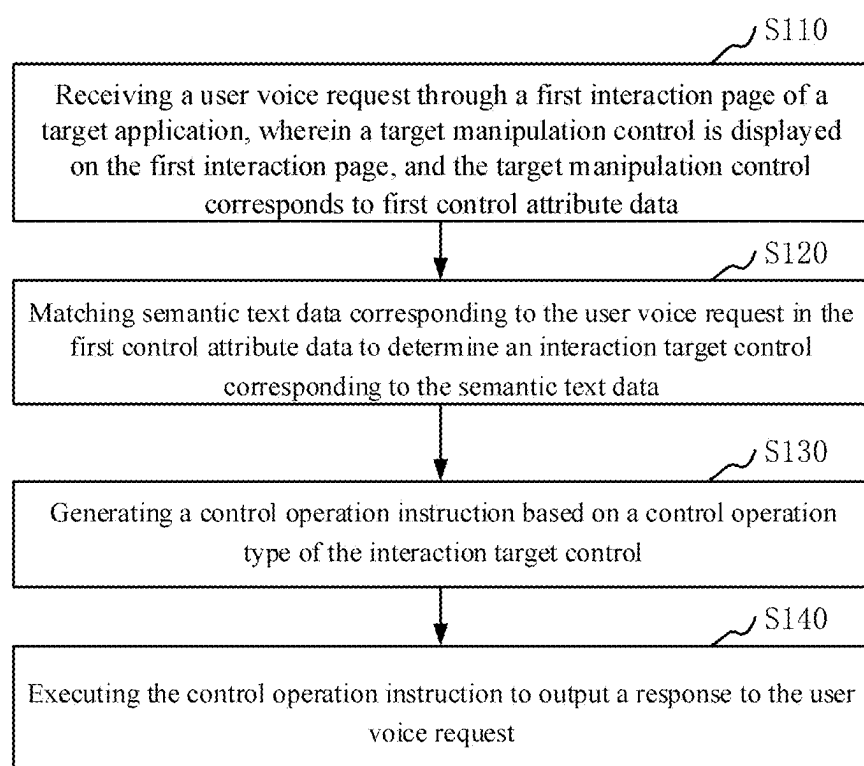 S110
Receiving a user voice request through a first interaction page of a
target application, wherein a target manipulation control is displayed
on the first interaction page, and the target manipulation control
corresponds to first control attribute data
S120
Matching semantic text data corresponding to the user voice request in the
first control attribute data to determine an interaction target control
corresponding to the semantic text data
S130
Generating a control operation instruction based on a control operation
type of the interaction target control
S140
Executing the control operation instruction to output a response to the user
voice request